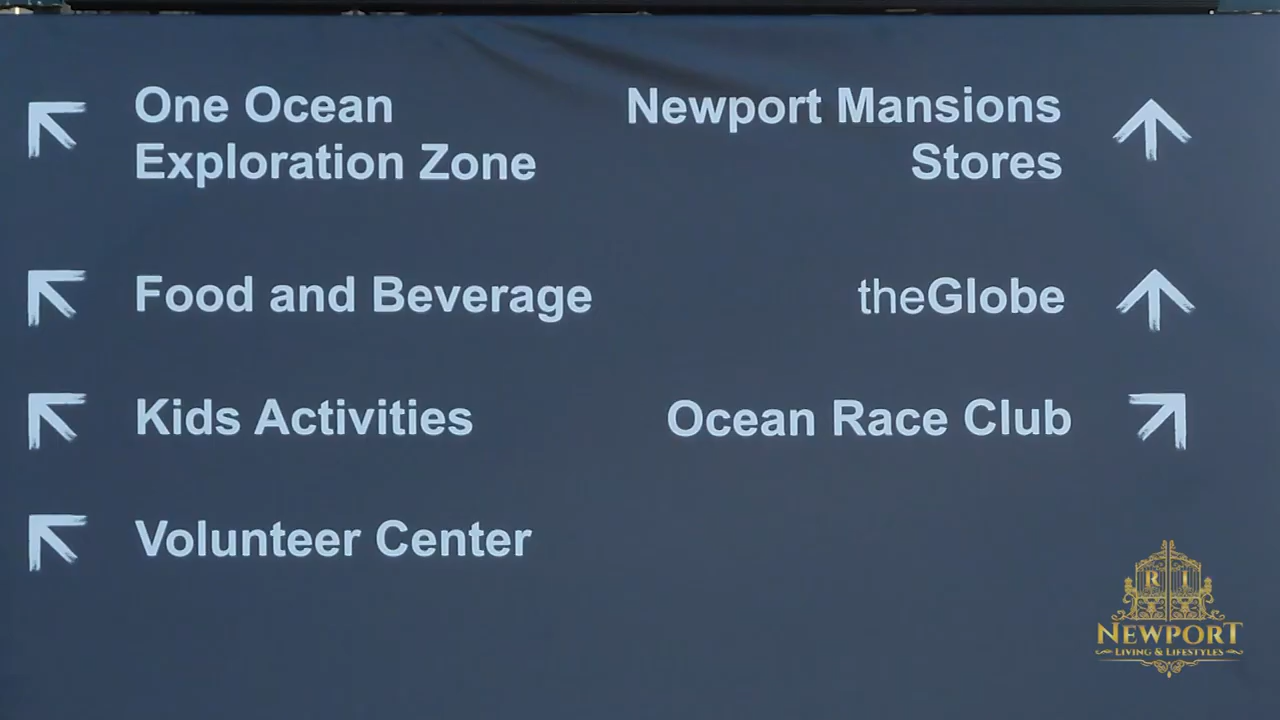 One Ocean
Exploration Zone
Food and Beverage
Kids Activities
Volunteer Center
Newport Mansions
Stores
theGlobe
Ocean Race Club
R I
NEWPORT
LIVING & LIFESTYLES